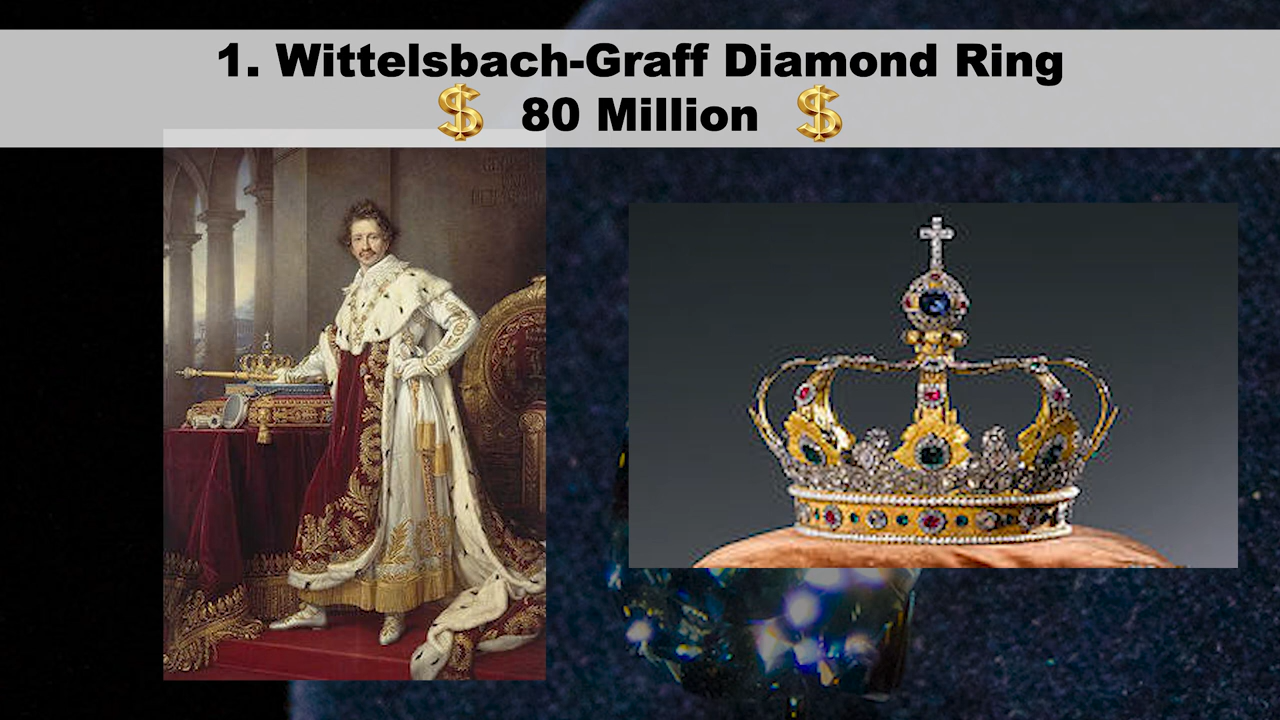 1. Wittelsbach-Graff Diamond Ring
$ 80 Million $